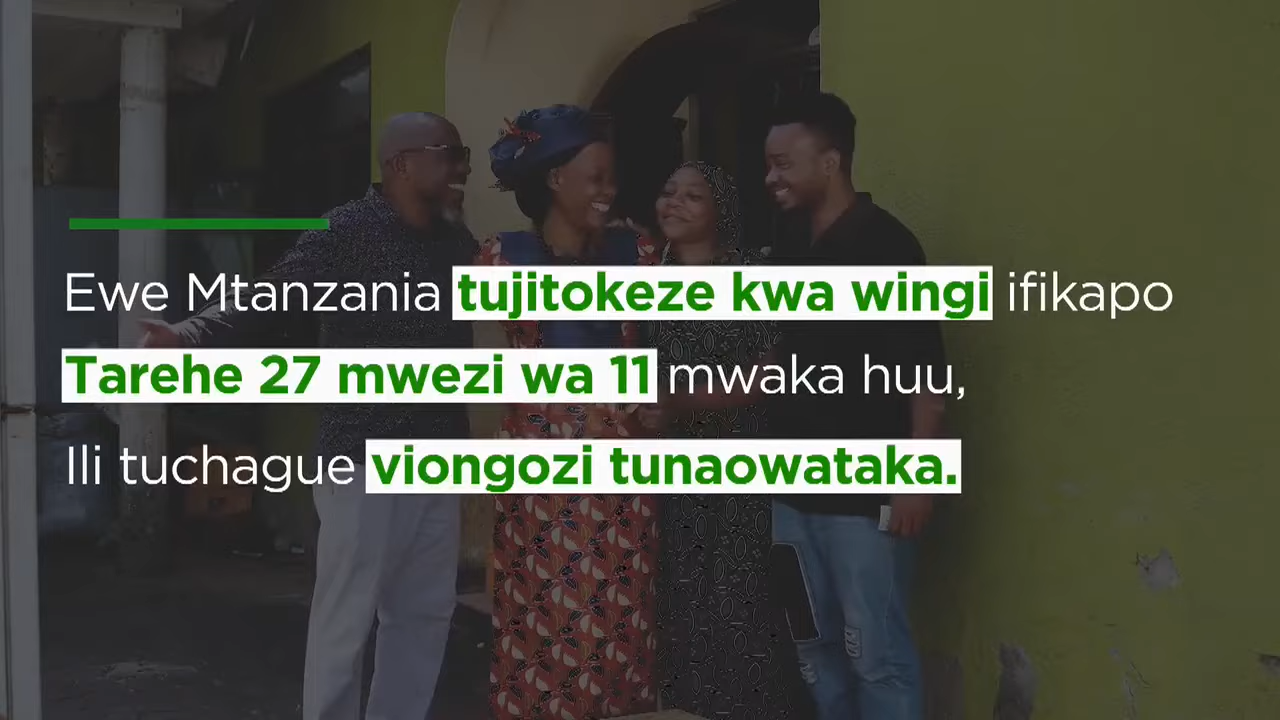 Ewe Mtanzania tujitokeze kwa wingi ifikapo
Tarehe 27 mwezi wa 11 mwaka huu,
Ili tuchague viongozi tunaowataka.